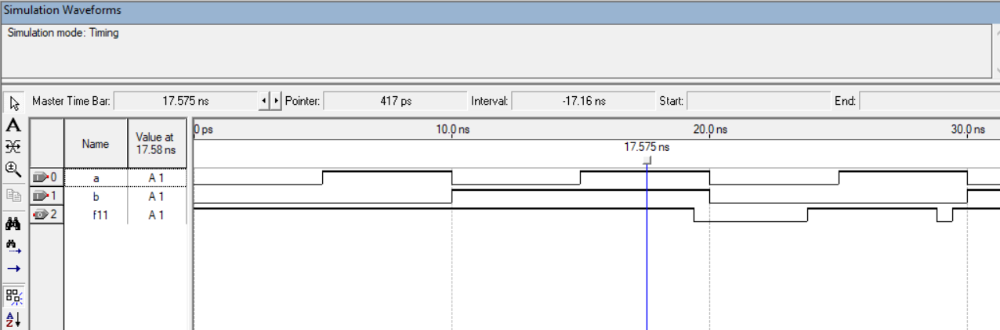 Simulation Waveforms
Simulation mode: Timing
Master Time Bar: 17.575 ns Pointer: 417 ps Interval: -17.16 ns Start: End:
Name Value at 17.58 ns 0 ps 10.0 ns 20.0 ns 30.0 ns
17.575 ns
0 a A 1
1 b A 1
2 f11 A 1